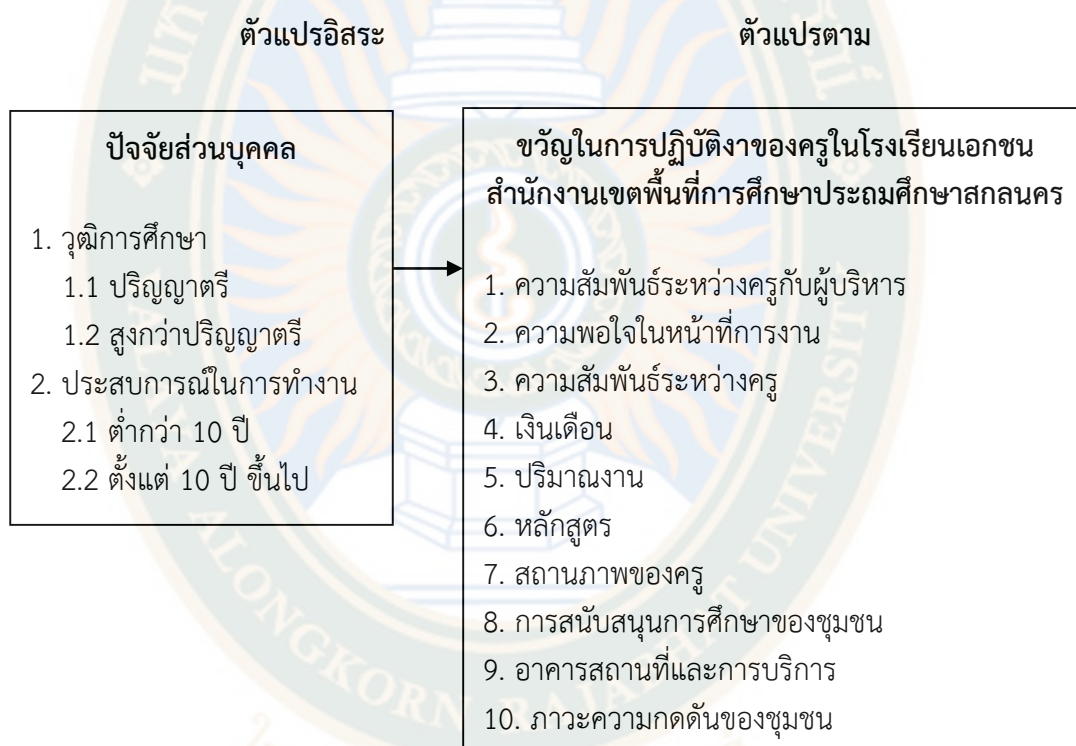 ตัวแปรอิสระ
ตัวแปรตาม
ปัจจัยส่วนบุคคล
1. วุฒิการศึกษา
1.1 ปริญญาตรี
1.2 สูงกว่าปริญญาตรี
2. ประสบการณ์ในการทำงาน
2.1 ต่ำกว่า 10 ปี
2.2 ตั้งแต่ 10 ปี ขึ้นไป
ขวัญในการปฏิบัติงาของครูในโรงเรียนเอกชน
สำนักงานเขตพื้นที่การศึกษาประถมศึกษาสกลนคร
1. ความสัมพันธ์ระหว่างครูกับผู้บริหาร
2. ความพอใจในหน้าที่การงาน
3. ความสัมพันธ์ระหว่างครู
4. เงินเดือน
5. ปริมาณงาน
6. หลักสูตร
7. สถานภาพของครู
8. การสนับสนุนการศึกษาของชุมชน
9. อาคารสถานที่และการบริการ
10. ภาวะความกดดันของชุมชน
ALONGKORN RAJABHAT UNIVERSIT